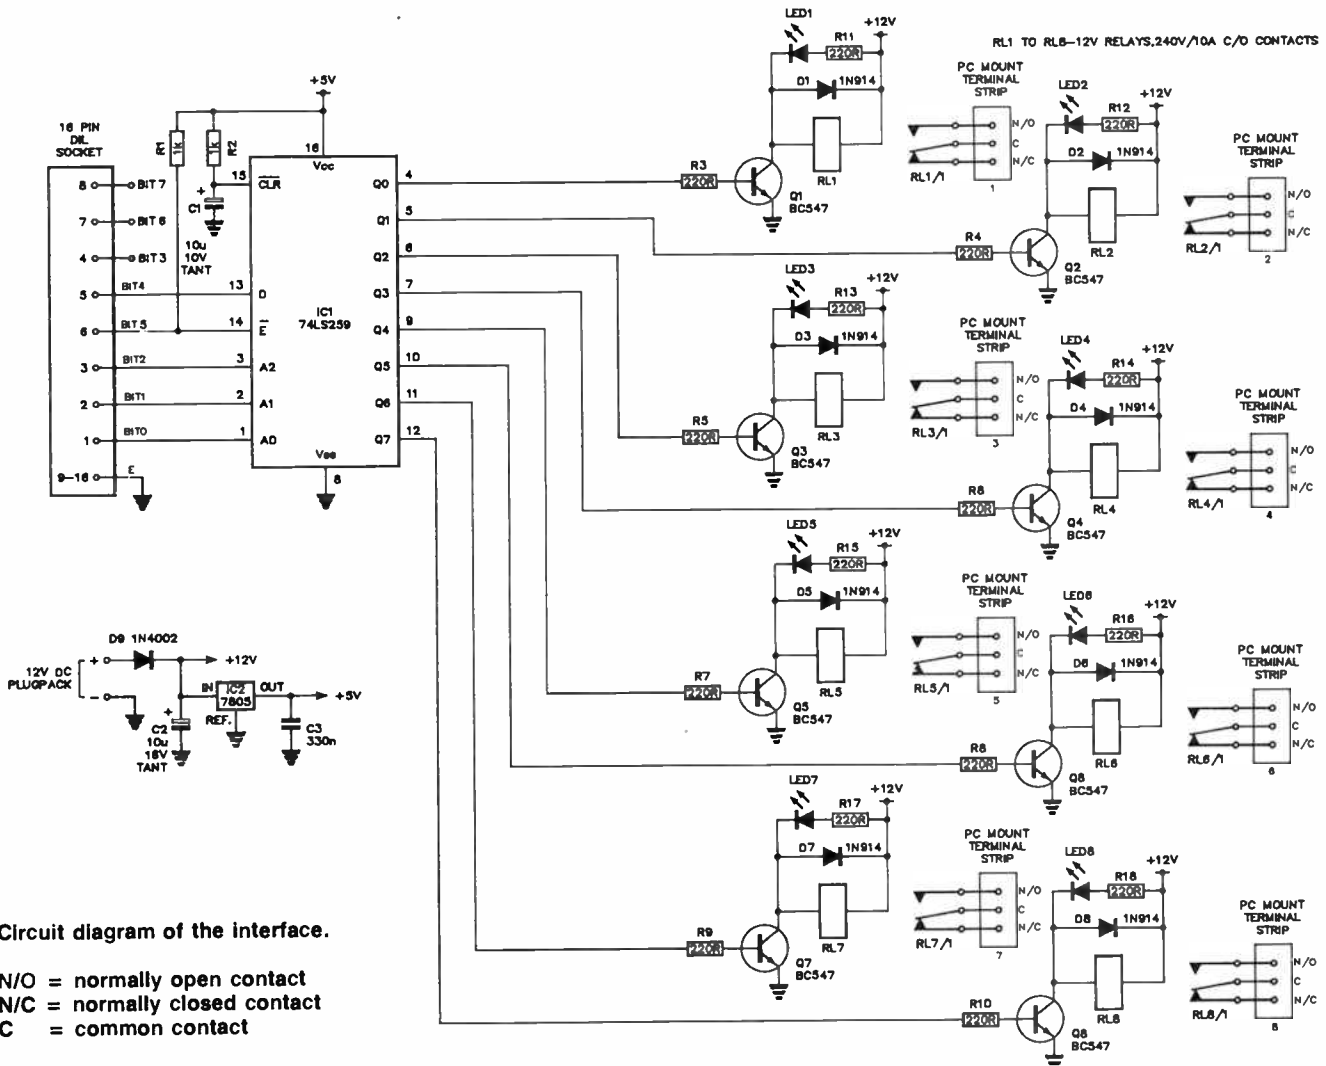 RL1 TO RL8-12V RELAYS,240V/10A C/O CONTACTS
16 PIN
DIL
SOCKET
8 BIT7
7 BIT6
4 BIT3
5 BIT4
6 BIT5
3 BIT2
2 BIT1
1 BIT0
9-16 E
+5V
R1
1k
1k
R2
C1
+
10u
10V
TANT
16
Vcc
15 CLR
13 D
14 E
3 A2
2 A1
1 A0
IC1
74LS259
Vss
8
Q0 4
Q1 5
Q2 6
Q3 7
Q4 9
Q5 10
Q6 11
Q7 12
LED1
+12V
R11
220R
D1 1N914
RL1
R3
220R
Q1
BC547
PC MOUNT
TERMINAL
STRIP
N/O
C
N/C
RL1/1
1
LED2
+12V
R12
220R
D2 1N914
RL2
R4
220R
Q2
BC547
PC MOUNT
TERMINAL
STRIP
N/O
C
N/C
RL2/1
2
LED3
+12V
R13
220R
D3 1N914
RL3
R5
220R
Q3
BC547
PC MOUNT
TERMINAL
STRIP
N/O
C
N/C
RL3/1
3
LED4
+12V
R14
220R
D4 1N914
RL4
R6
220R
Q4
BC547
PC MOUNT
TERMINAL
STRIP
N/O
C
N/C
RL4/1
4
LED5
+12V
R15
220R
D5 1N914
RL5
R7
220R
Q5
BC547
PC MOUNT
TERMINAL
STRIP
N/O
C
N/C
RL5/1
5
LED6
+12V
R16
220R
D6 1N914
RL6
R8
220R
Q6
BC547
PC MOUNT
TERMINAL
STRIP
N/O
C
N/C
RL6/1
6
LED7
+12V
R17
220R
D7 1N914
RL7
R9
220R
Q7
BC547
PC MOUNT
TERMINAL
STRIP
N/O
C
N/C
RL7/1
7
LED8
+12V
R18
220R
D8 1N914
RL8
R10
220R
Q8
BC547
PC MOUNT
TERMINAL
STRIP
N/O
C
N/C
RL8/1
8
D9 1N4002
12V DC
PLUGPACK
+
-
+12V
IN
IC2
7805
OUT
+5V
REF.
+
C2
10u
16V
TANT
C3
330n
Circuit diagram of the interface.
N/O = normally open contact
N/C = normally closed contact
C = common contact